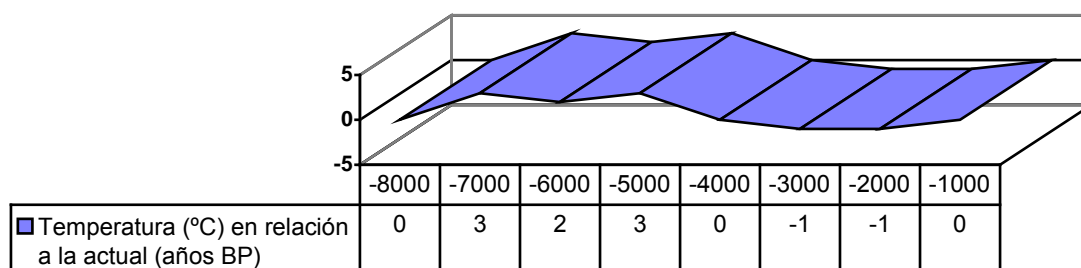 5
0
-5
-8000 -7000 -6000 -5000 -4000 -3000 -2000 -1000
Temperatura (ºC) en relación 0 3 2 3 0 -1 -1 0
a la actual (años BP)